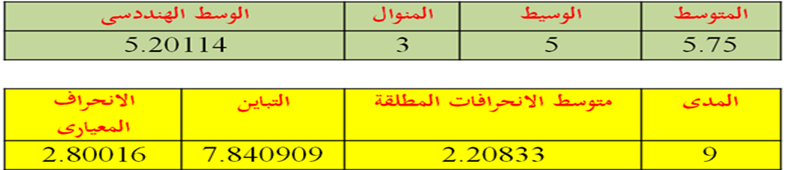 المتوسط الوسيط المنوال الوسط الهنددسى
5.75 5 3 5.20114
المدى متوسط الانحرافات المطلقة التباين الانحراف
المعيارى
9 2.20833 7.840909 2.80016